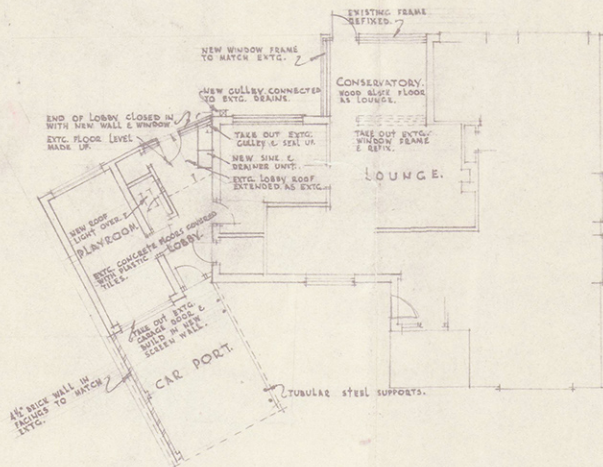 EXISTING FRAME
REFIXED.
NEW WINDOW FRAME
TO MATCH EXTG.
CONSERVATORY.
WOOD BLOCK FLOOR
AS LOUNGE.
NEW GULLEY CONNECTED
TO EXTG. DRAINS.
END OF LOBBY CLOSED IN
WITH NEW WALL & WINDOW.
EXTG. FLOOR LEVEL
MADE UP.
TAKE OUT EXTG.
GULLEY & SEAL UP.
NEW SINK &
DRAINER UNIT.
EXTG LOBBY ROOF
EXTENDED AS EXTG.
TAKE OUT EXTG.
WINDOW FRAME
& REFIX.
LOUNGE.
NEW ROOF
LIGHT OVER
PLAYROOM.
LOBBY.
EXTG. CONCRETE FLOORS COVERED
WITH PLASTIC
TILES.
TAKE OUT EXTG.
GARAGE DOOR &
BUILD IN NEW
SCREEN WALL.
CAR PORT.
4½" BRICK WALL IN
FACINGS TO MATCH
EXTG.
TUBULAR STEEL SUPPORTS.